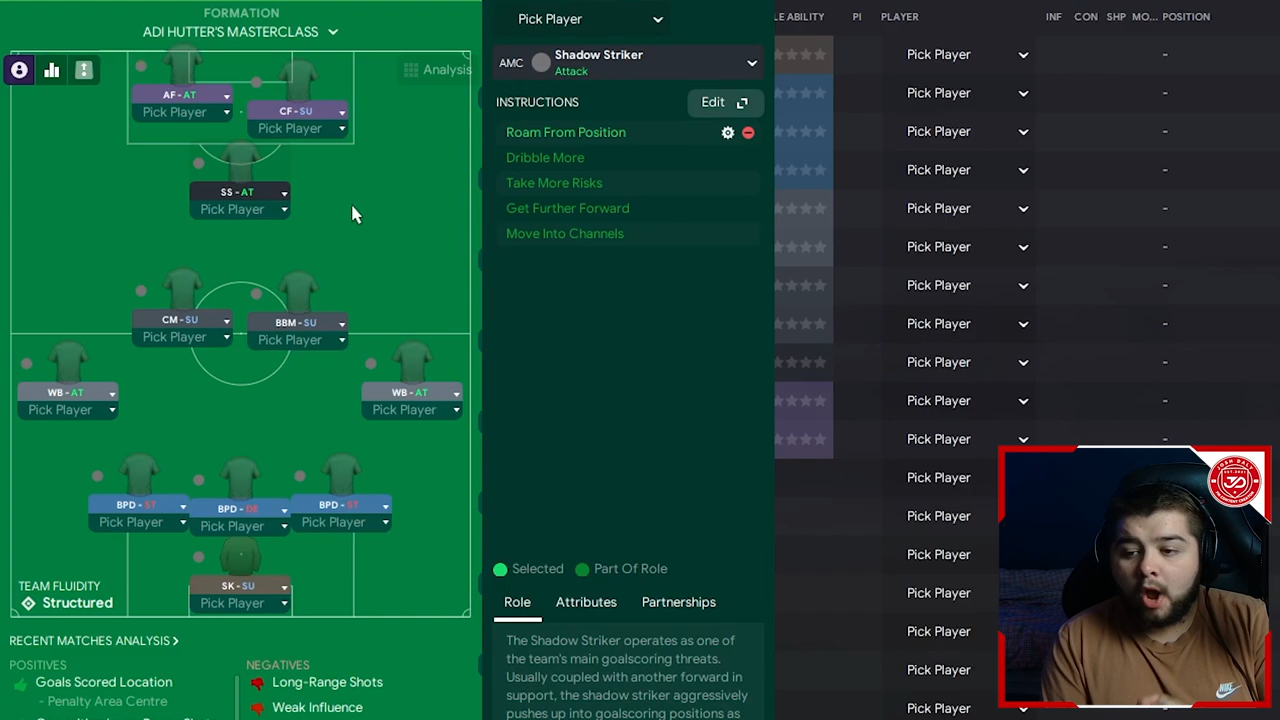 FORMATION
ADI HUTTER'S MASTERCLASS
Analysis
AF - AT
Pick Player
CF - SU
Pick Player
SS - AT
Pick Player
CM - SU
Pick Player
BBM - SU
Pick Player
WB - AT
Pick Player
WB - AT
Pick Player
BPD - ST
Pick Player
BPD - DE
Pick Player
BPD - ST
Pick Player
SK - SU
Pick Player
TEAM FLUIDITY
Structured
RECENT MATCHES ANALYSIS >
POSITIVES
Goals Scored Location
- Penalty Area Centre
NEGATIVES
Long-Range Shots
Weak Influence
Pick Player
AMC Shadow Striker
Attack
INSTRUCTIONS Edit
Roam From Position
Dribble More
Take More Risks
Get Further Forward
Move Into Channels
Selected Part Of Role
Role Attributes Partnerships
The Shadow Striker operates as one of
the team's main goalscoring threats.
Usually coupled with another forward in
support, the shadow striker aggressively
pushes up into goalscoring positions as
LE ABILITY PI PLAYER INF CON SHP MO... POSITION
Pick Player -
Pick Player -
Pick Player -
Pick Player -
Pick Player -
Pick Player -
Pick Player -
Pick Player -
Pick Player -
Pick Player -
Pick Player -
Pick Player
Pick Player
Pick Player
Pick Player
Pick Player
Pick Player
Pick Player
JOSH DALY
JD